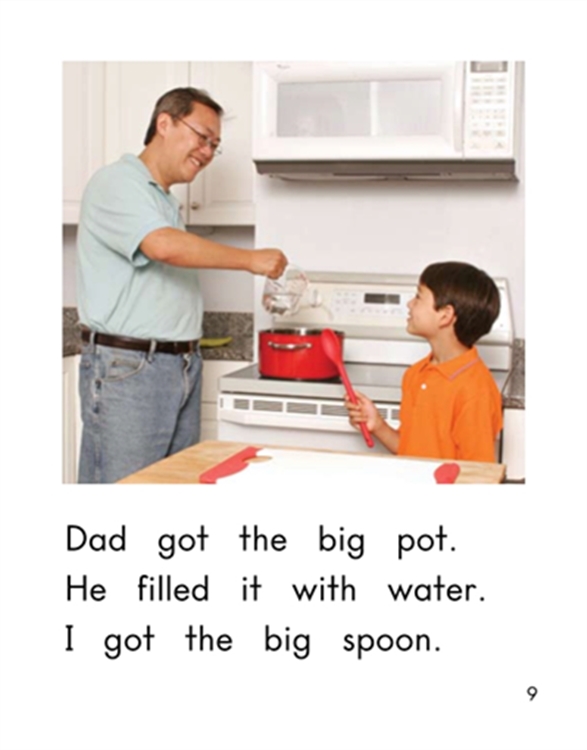 Dad got the big pot.
He filled it with water.
I got the big spoon.
9